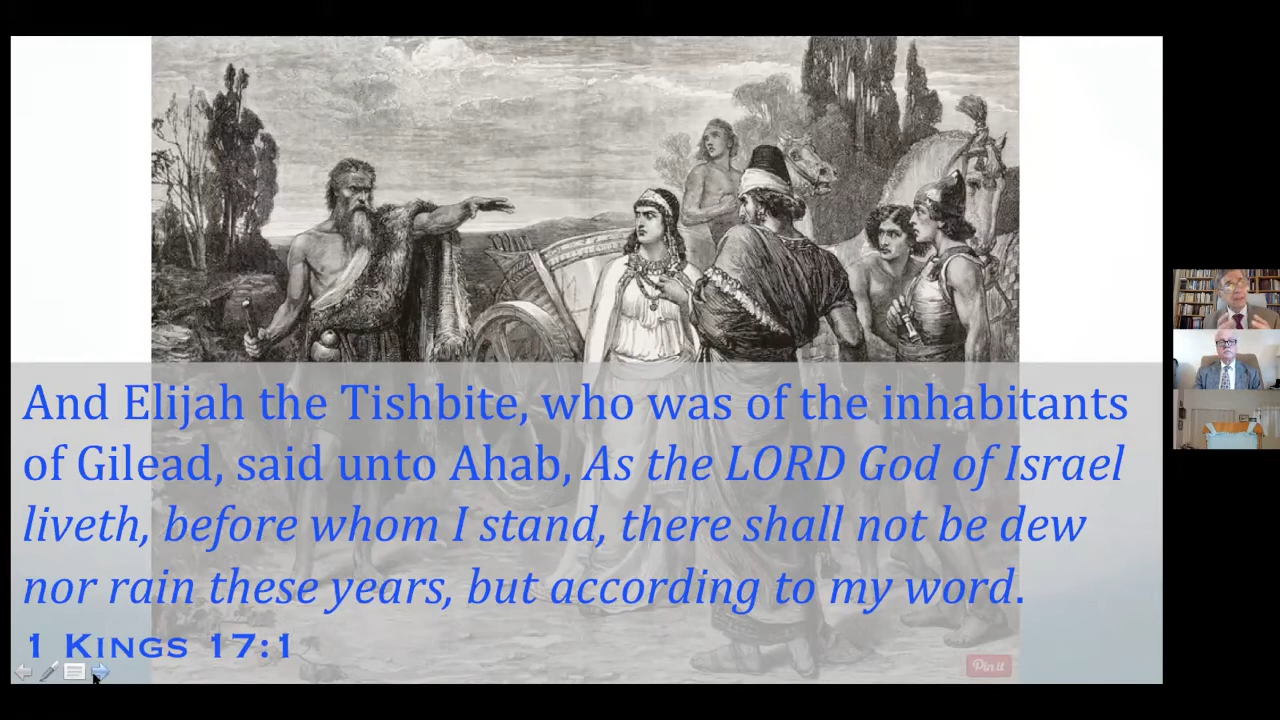 And Elijah the Tishbite, who was of the inhabitants
of Gilead, said unto Ahab, As the LORD God of Israel
liveth, before whom I stand, there shall not be dew
nor rain these years, but according to my word.
1 KINGS 17:1
Pin it